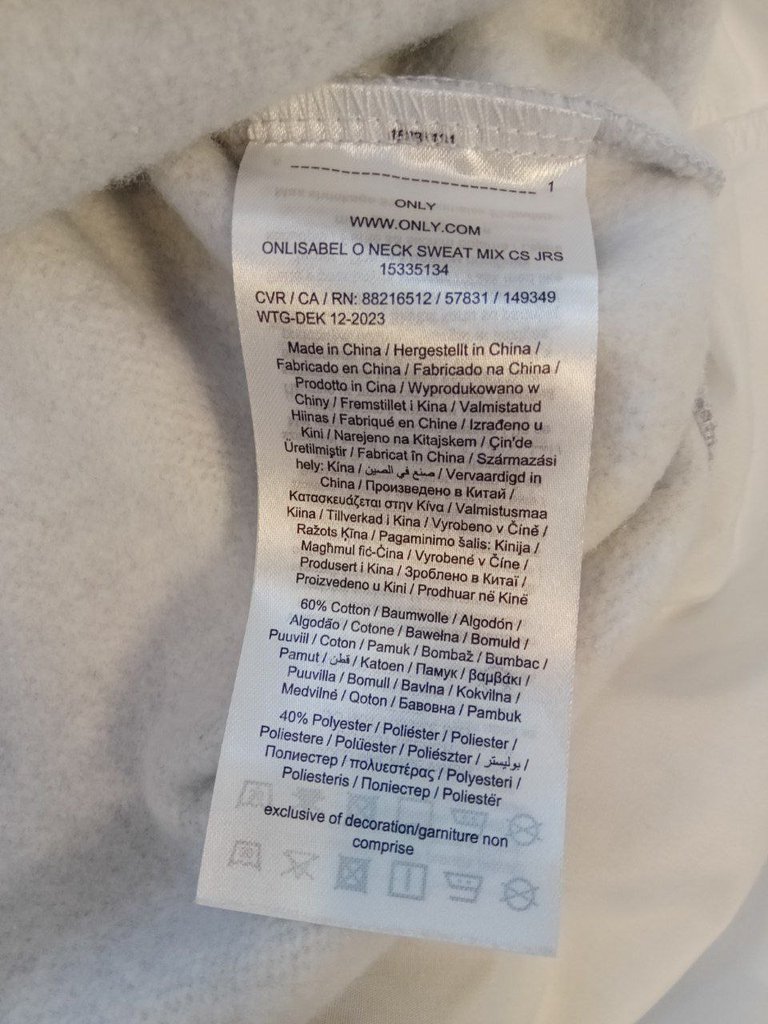 1
ONLY
WWW.ONLY.COM
ONLISABEL O NECK SWEAT MIX CS JRS
15335134
CVR / CA / RN: 88216512 / 57831 / 149349
WTG-DEK 12-2023
Made in China / Hergestellt in China /
Fabricado en China / Fabricado na China /
Prodotto in Cina / Wyprodukowano w
Chiny / Fremstillet i Kina / Valmistatud
Hiinas / Fabriqué en Chine / Izrađeno u
Kini / Narejeno na Kitajskem / Çin'de
Üretilmiştir / Fabricat în China / Származási
hely: Kína / صنع في الصين / Vervaardigd in
China / Произведено в Китай /
Κατασκευάζεται στην Κίνα / Valmistusmaa
Kiina / Tillverkad i Kina / Vyrobeno v Číně /
Ražots Ķīna / Pagaminimo šalis: Kinija /
Magħmul fiċ-Ċina / Vyrobené v Číne /
Produsert i Kina / Зроблено в Китаї /
Proizvedeno u Kini / Prodhuar në Kinë
60% Cotton / Baumwolle / Algodón /
Algodão / Cotone / Bawełna / Bomuld /
Puuviil / Coton / Pamuk / Bombaž / Bumbac /
Pamut / قطن / Katoen / Памук / βαμβάκι /
Puuvilla / Bomull / Bavlna / Kokvilna /
Medvilnė / Qoton / Бавовна / Pambuk
40% Polyester / Poliéster / Poliester /
Poliestere / Polüester / Poliészter / بوليستر /
Полиестер / πολυεστέρας / Polyesteri /
Poliesteris / Поліестер / Poliestër
exclusive of decoration/garniture non
comprise